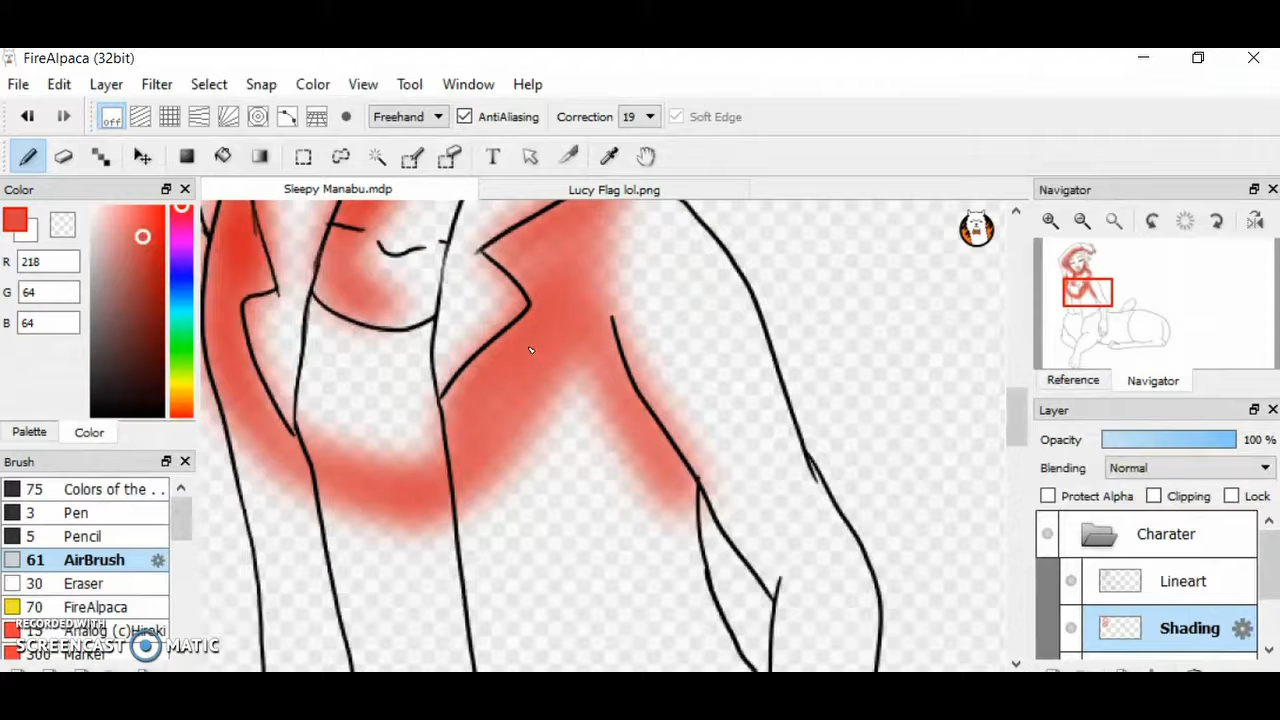 FireAlpaca (32bit)
File Edit Layer Filter Select Snap Color View Tool Window Help
off Freehand AntiAliasing Correction 19 Soft Edge
T
Color Sleepy Manabu.mdp Lucy Flag lol.png Navigator
R 218
G 64
B 64
Reference Navigator
Palette Color
Layer
Opacity 100 %
Brush
Blending Normal
75 Colors of the . .
Protect Alpha Clipping Lock
3 Pen
5 Pencil
Charater
61 AirBrush
30 Eraser
Lineart
70 FireAlpaca
15 Analog (c)Hiroki
RECORDED WITH
Shading
SCREENCAST MATIC
300 Marker